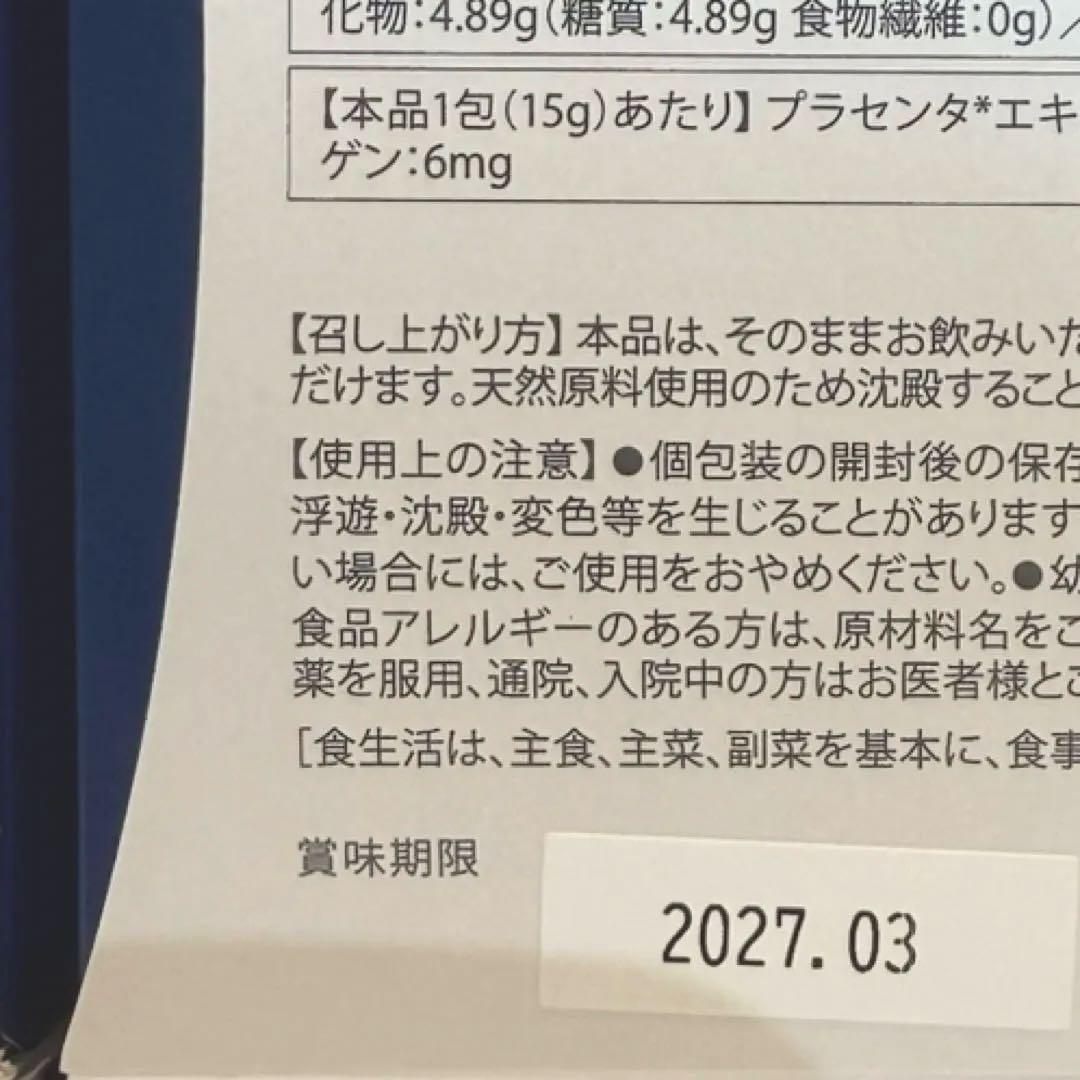 化物:4.89g(糖質:4.89g 食物繊維:0g)/
【本品1包(15g)あたり】プラセンタ*エキ
ゲン:6mg
【召し上がり方】本品は、そのままお飲みいた
だけます。天然原料使用のため沈殿すること
【使用上の注意】●個包装の開封後の保存
浮遊・沈殿・変色等を生じることがあります
い場合には、ご使用をおやめください。●幼
食品アレルギーのある方は、原材料名をご
薬を服用、通院、入院中の方はお医者様とご
[食生活は、主食、主菜、副菜を基本に、食事
賞味期限
2027.03